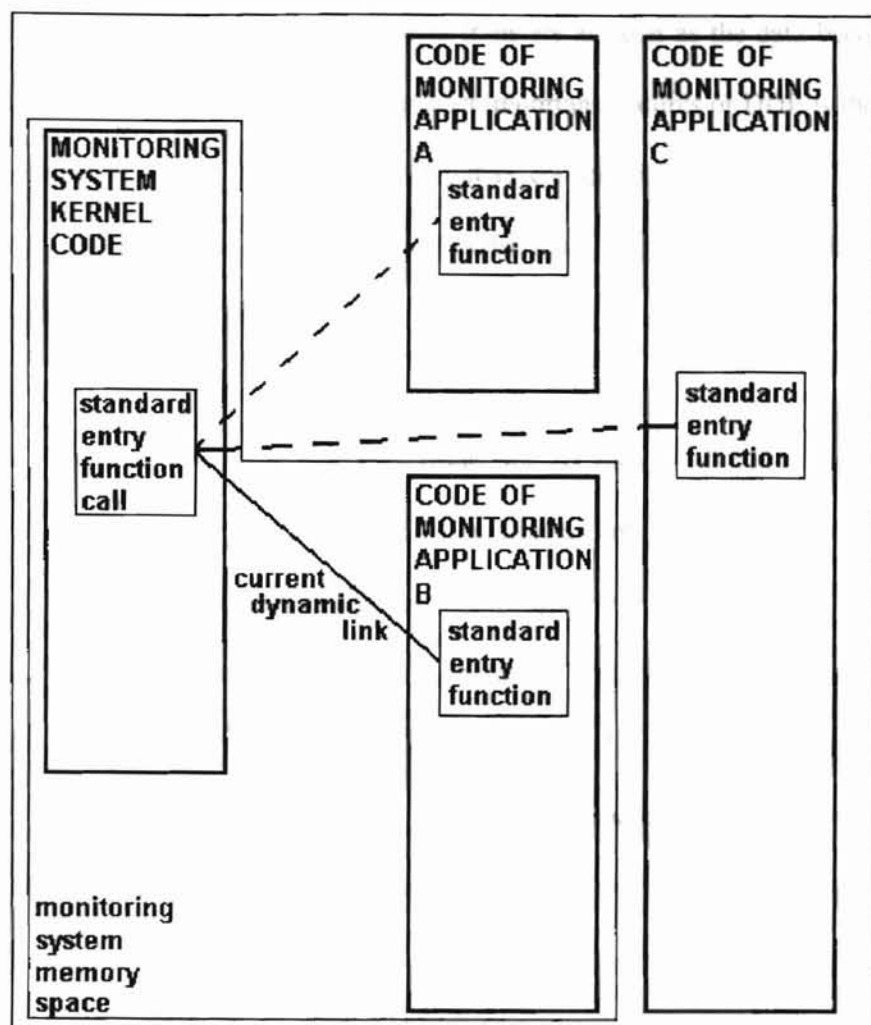 CODE OF
MONITORING
APPLICATION
A
standard
entry
function
CODE OF
MONITORING
APPLICATION
C
standard
entry
function
MONITORING
SYSTEM
KERNEL
CODE
standard
entry
function
call
current
dynamic
link
CODE OF
MONITORING
APPLICATION
B
standard
entry
function
monitoring
system
memory
space